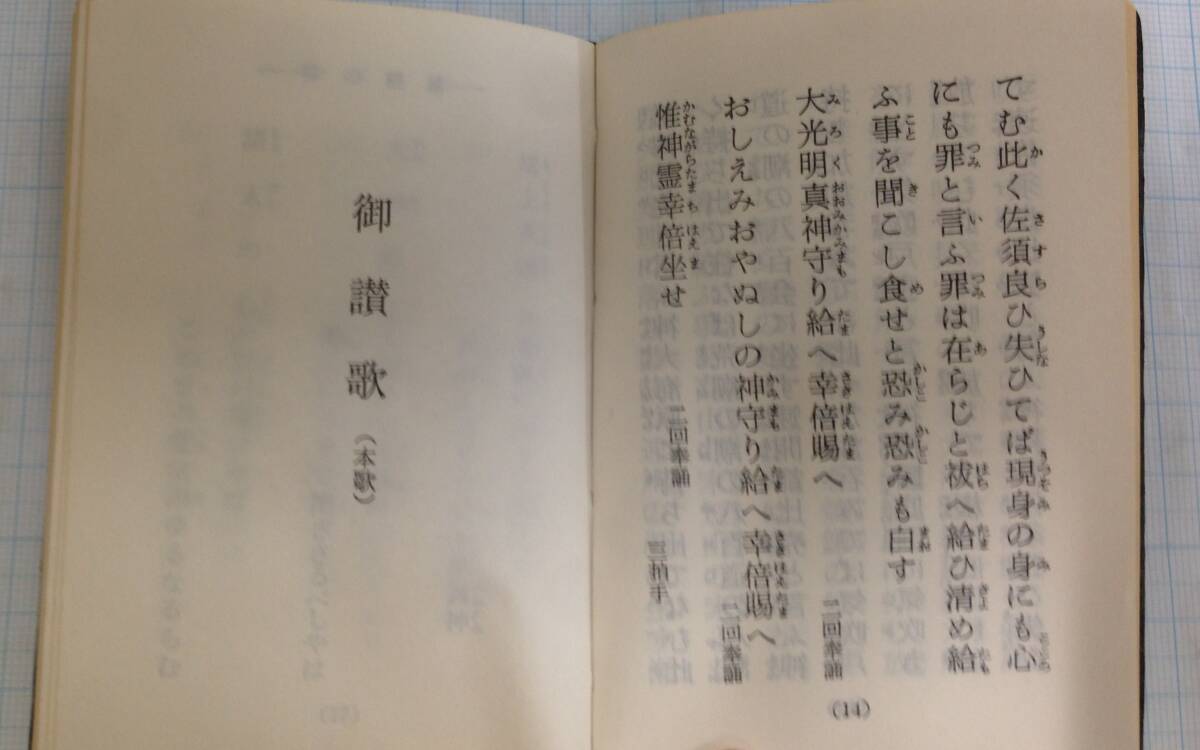 てむ此く佐須良ひ失ひてば現身の身にも心
にも罪と言ふ罪は在らじと祓へ給ひ清め給
ふ事を聞こし食せと恐み恐みも白す
大光明真神守り給へ幸倍賜へ 二回奉誦
おしえみおやぬしの神守り給へ幸倍賜へ 二回奉誦
惟神霊幸倍坐せ 二回奉誦 三拍手
(14)
御讃歌（本歌）